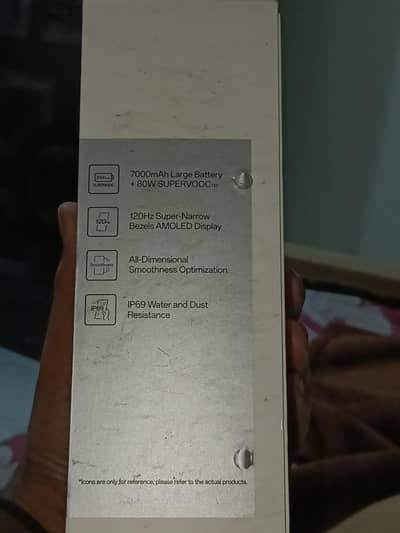 7000mAh Large Battery
+ 80W SUPERVOOC™
120Hz Super-Narrow
Bezels AMOLED Display
All-Dimensional
Smoothness Optimization
IP69 Water and Dust
Resistance
*Icons are only for reference, please refer to the actual products.